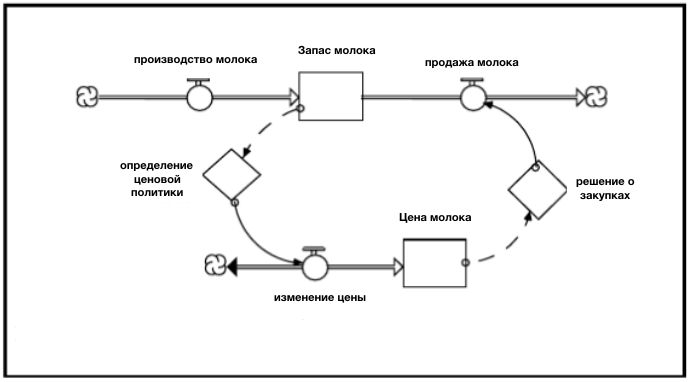 Запас молока
производство молока
продажа молока
определение
ценовой
политики
решение о
закупках
Цена молока
изменение цены